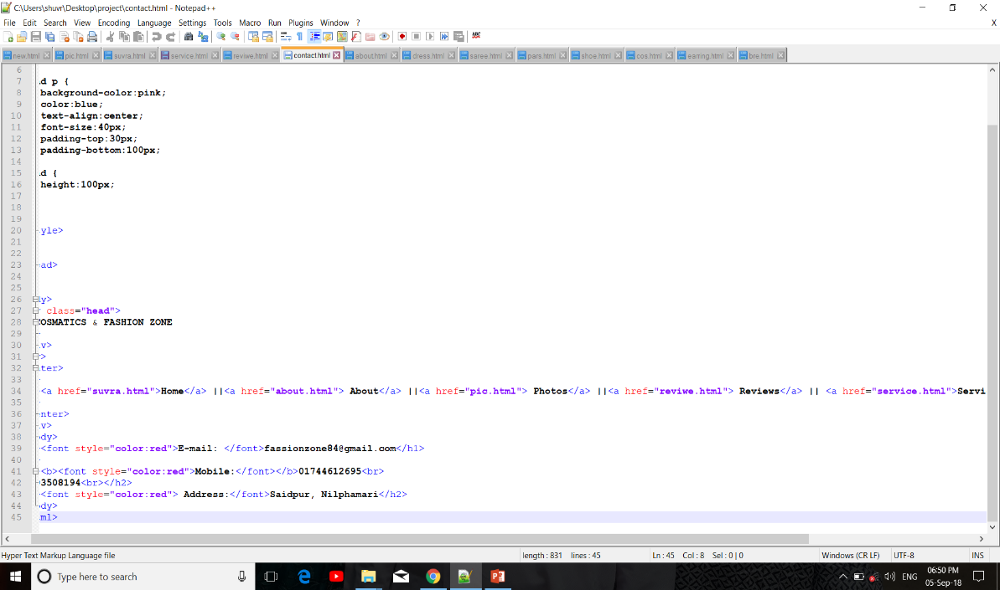 C:\Users\shuvr\Desktop\project\contact.html - Notepad++
File Edit Search View Encoding Language Settings Tools Macro Run Plugins Window ? X
new.html pic.html suvra.html service.html reviwe.html contact.html about.html dress.html saree.html pars.html shoe.html cos.html earring.html bre.html
6
7 .d p {
8 background-color:pink;
9 color:blue;
10 text-align:center;
11 font-size:40px;
12 padding-top:30px;
13 padding-bottom:100px;
14
15 .d {
16 height:100px;
17
18
19
20 yle>
21
22
23 ad>
24
25
26 ly>
27 class="head">
28 COSMATICS & FASHION ZONE
29
30 .v>
31 >
32 ter>
33
34 <a href="suvra.html">Home</a> ||<a href="about.html"> About</a> ||<a href="pic.html"> Photos</a> ||<a href="reviwe.html"> Reviews</a> || <a href="service.html">Servi
35
36 nter>
37 .v>
38 dy>
39 <font style="color:red">E-mail: </font>fassionzone84@gmail.com</h1>
40
41 <b><font style="color:red">Mobile:</font></b>01744612695<br>
42 3508194<br></h2>
43 <font style="color:red"> Address:</font>Saidpur, Nilphamari</h2>
44 dy>
45 ml>
Hyper Text Markup Language file length : 831 lines : 45 Ln : 45 Col : 8 Sel : 0 | 0 Windows (CR LF) UTF-8 INS
Type here to search ENG 06:50 PM
05-Sep-18